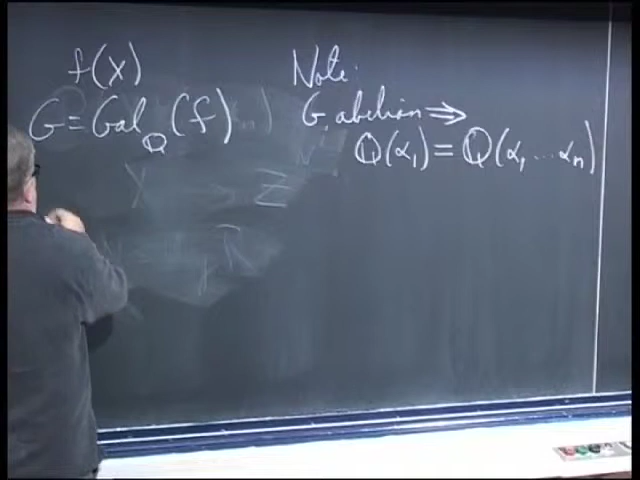 f(x)
G = Gal_Q (f)
Note:
G abelian ⇒
Q(α₁) = Q(α₁ ... αₙ)